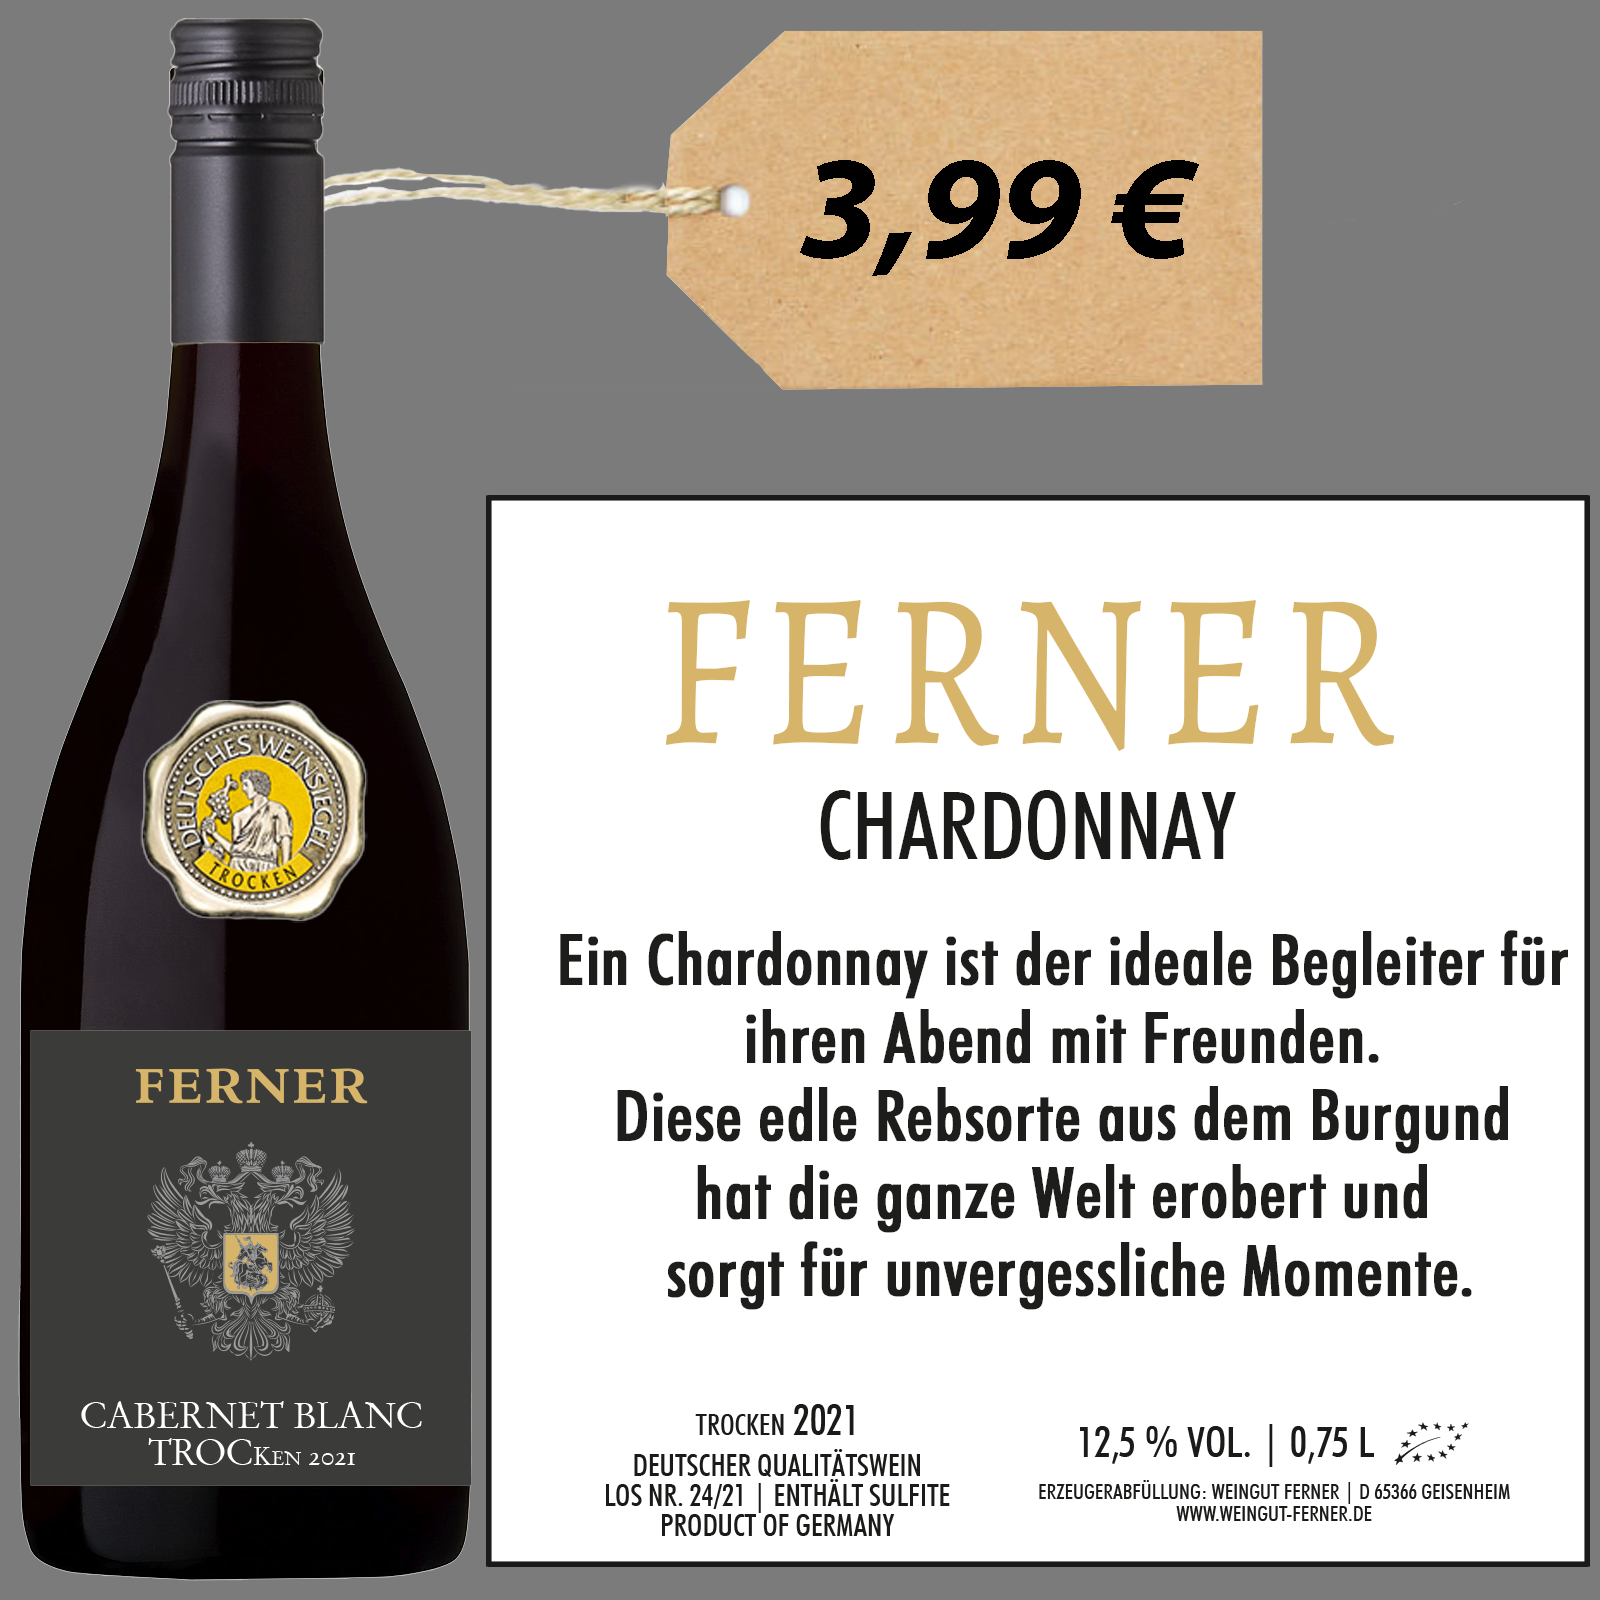 3,99 €
DEUTSCHES WEINSIEGEL
TROCKEN
FERNER
CABERNET BLANC
TROCKEN 2021
FERNER
CHARDONNAY
Ein Chardonnay ist der ideale Begleiter für
ihren Abend mit Freunden.
Diese edle Rebsorte aus dem Burgund
hat die ganze Welt erobert und
sorgt für unvergessliche Momente.
TROCKEN 2021
DEUTSCHER QUALITÄTSWEIN
LOS NR. 24/21 | ENTHÄLT SULFITE
PRODUCT OF GERMANY
12,5 % VOL. | 0,75 L
ERZEUGERABFÜLLUNG: WEINGUT FERNER | D 65366 GEISENHEIM
WWW.WEINGUT-FERNER.DE